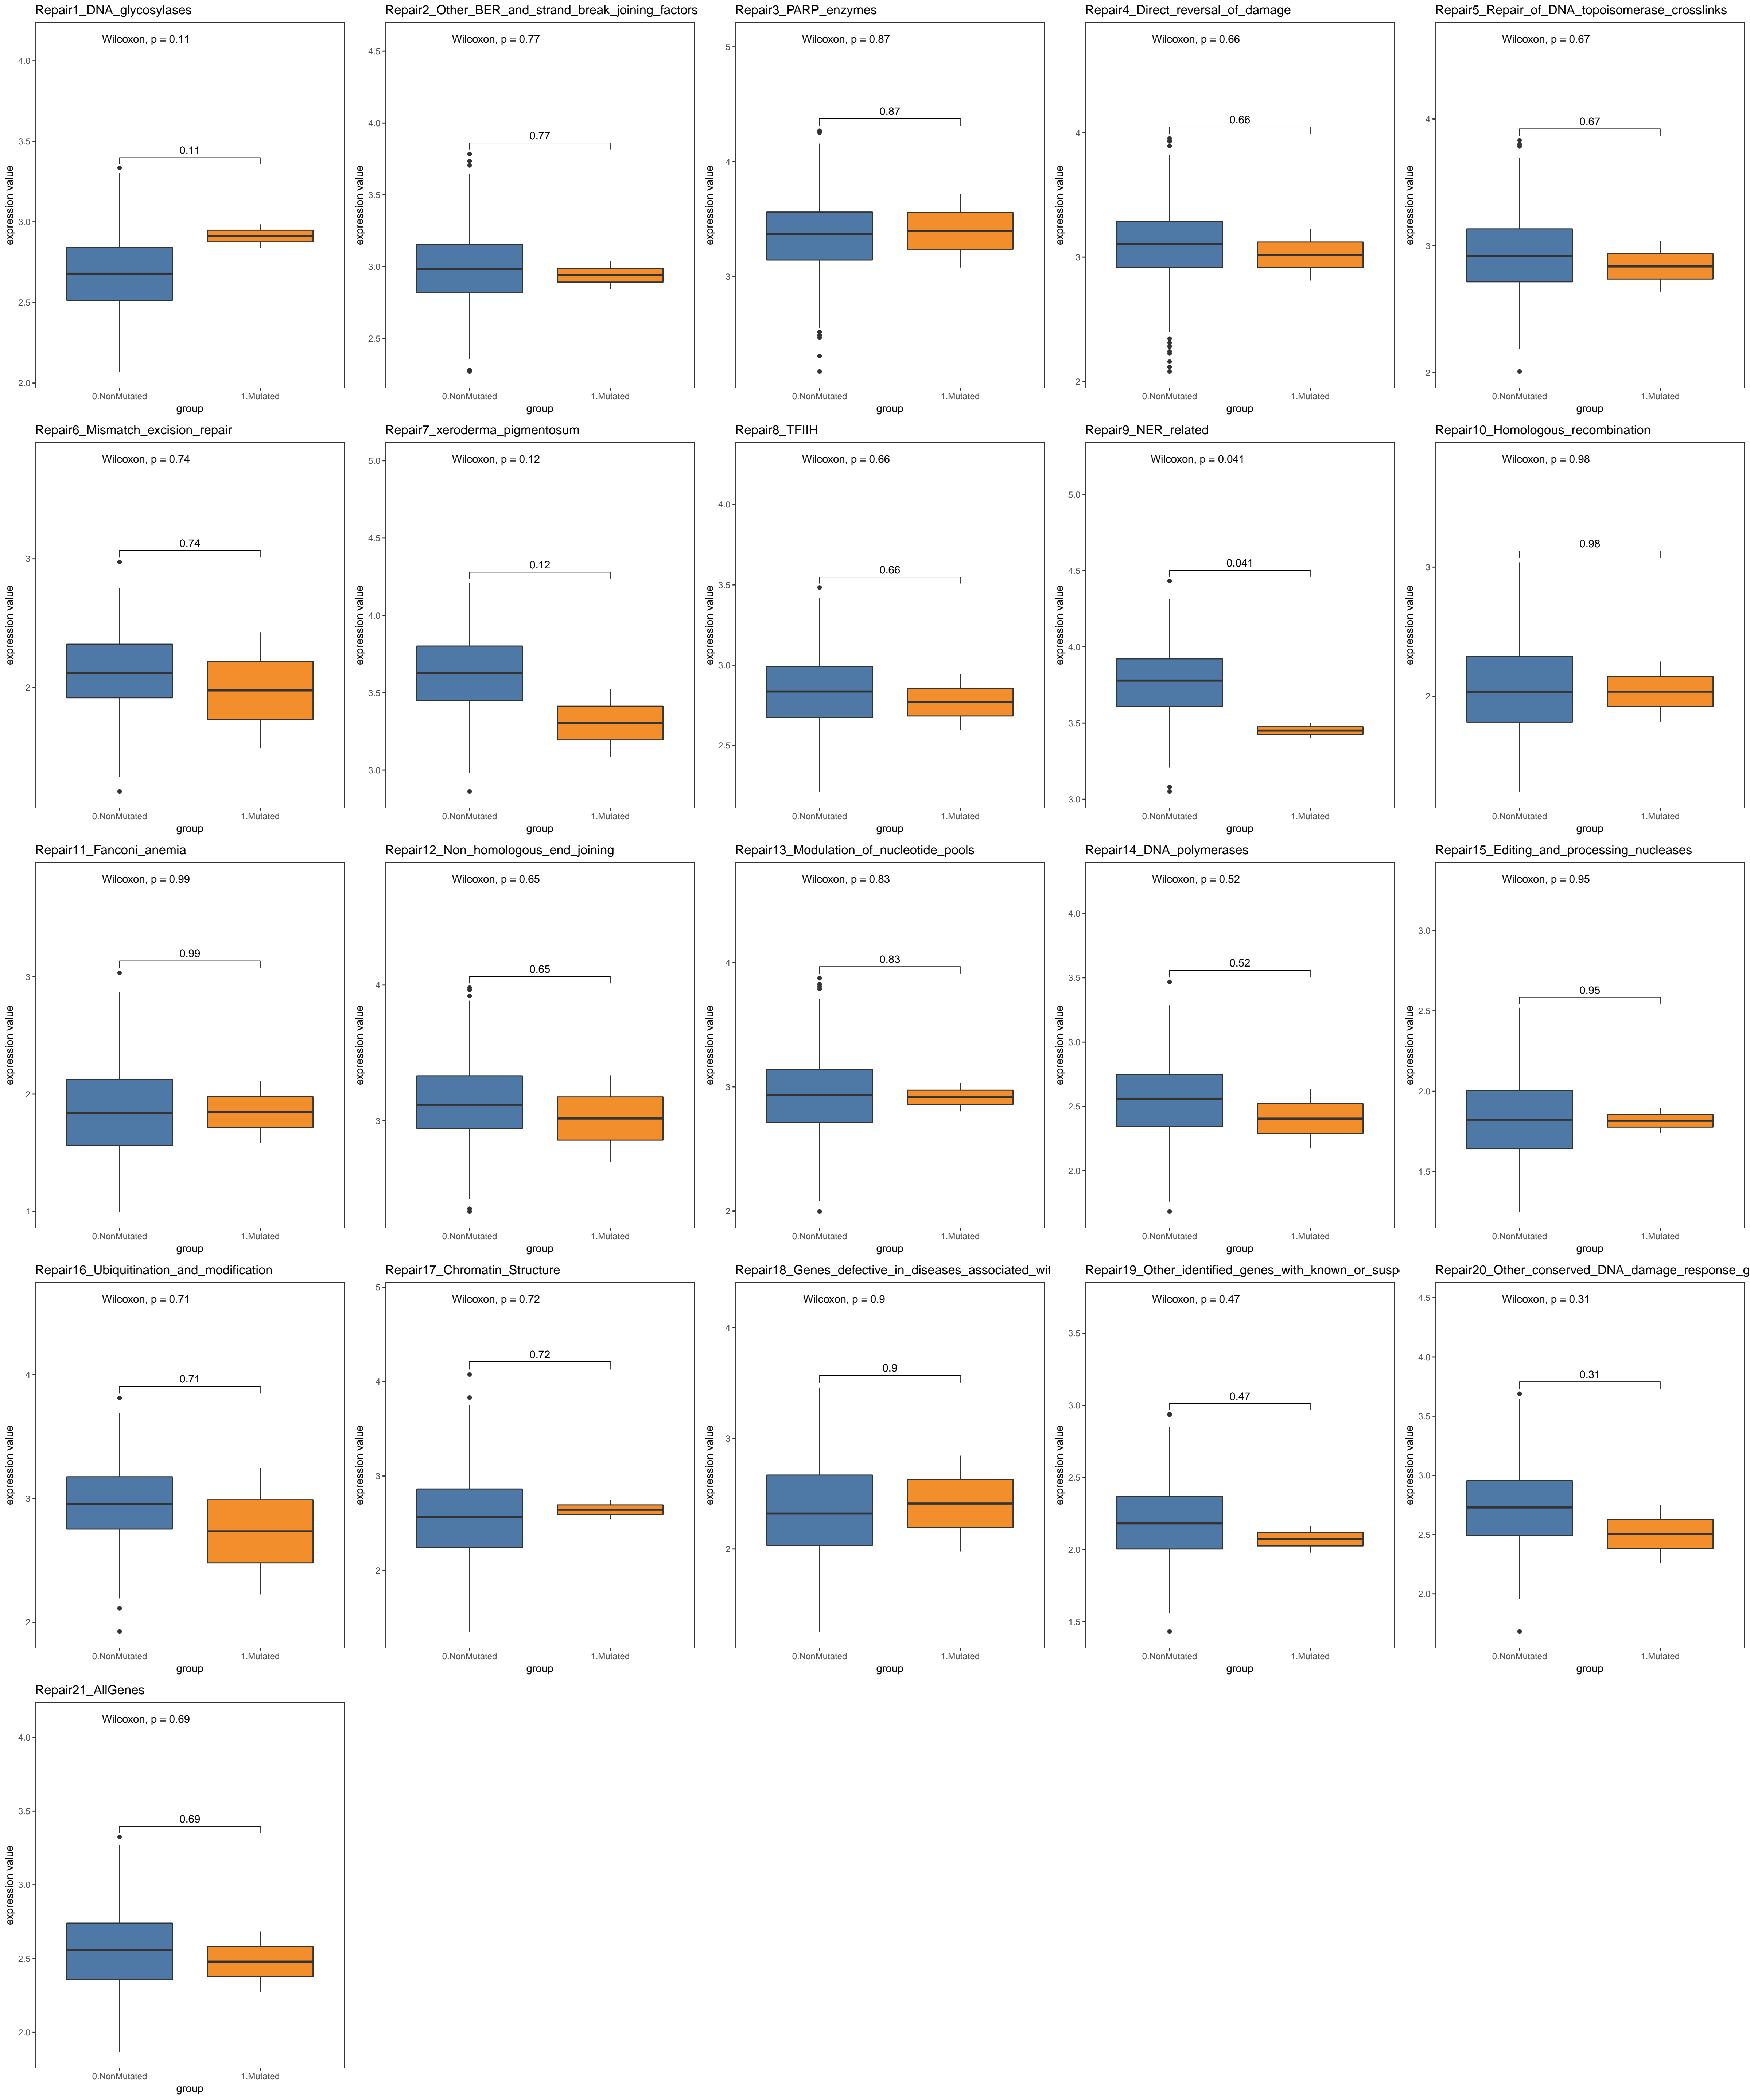 Repair1_DNA_glycosylases
Wilcoxon, p = 0.11
0.11
4.0
3.5
3.0
2.5
2.0
expression value
0.NonMutated 1.Mutated
group
Repair2_Other_BER_and_strand_break_joining_factors
Wilcoxon, p = 0.77
0.77
4.5
4.0
3.5
3.0
2.5
expression value
0.NonMutated 1.Mutated
group
Repair3_PARP_enzymes
Wilcoxon, p = 0.87
0.87
5
4
3
expression value
0.NonMutated 1.Mutated
group
Repair4_Direct_reversal_of_damage
Wilcoxon, p = 0.66
0.66
4
3
2
expression value
0.NonMutated 1.Mutated
group
Repair5_Repair_of_DNA_topoisomerase_crosslinks
Wilcoxon, p = 0.67
0.67
4
3
2
expression value
0.NonMutated 1.Mutated
group
Repair6_Mismatch_excision_repair
Wilcoxon, p = 0.74
0.74
3
2
expression value
0.NonMutated 1.Mutated
group
Repair7_xeroderma_pigmentosum
Wilcoxon, p = 0.12
0.12
5.0
4.5
4.0
3.5
3.0
expression value
0.NonMutated 1.Mutated
group
Repair8_TFIIH
Wilcoxon, p = 0.66
0.66
4.0
3.5
3.0
2.5
expression value
0.NonMutated 1.Mutated
group
Repair9_NER_related
Wilcoxon, p = 0.041
0.041
5.0
4.5
4.0
3.5
3.0
expression value
0.NonMutated 1.Mutated
group
Repair10_Homologous_recombination
Wilcoxon, p = 0.98
0.98
3
2
expression value
0.NonMutated 1.Mutated
group
Repair11_Fanconi_anemia
Wilcoxon, p = 0.99
0.99
3
2
1
expression value
0.NonMutated 1.Mutated
group
Repair12_Non_homologous_end_joining
Wilcoxon, p = 0.65
0.65
4
3
expression value
0.NonMutated 1.Mutated
group
Repair13_Modulation_of_nucleotide_pools
Wilcoxon, p = 0.83
0.83
4
3
2
expression value
0.NonMutated 1.Mutated
group
Repair14_DNA_polymerases
Wilcoxon, p = 0.52
0.52
4.0
3.5
3.0
2.5
2.0
expression value
0.NonMutated 1.Mutated
group
Repair15_Editing_and_processing_nucleases
Wilcoxon, p = 0.95
0.95
3.0
2.5
2.0
1.5
expression value
0.NonMutated 1.Mutated
group
Repair16_Ubiquitination_and_modification
Wilcoxon, p = 0.71
0.71
4
3
2
expression value
0.NonMutated 1.Mutated
group
Repair17_Chromatin_Structure
Wilcoxon, p = 0.72
0.72
5
4
3
2
expression value
0.NonMutated 1.Mutated
group
Repair18_Genes_defective_in_diseases_associated_wit
Wilcoxon, p = 0.9
0.9
4
3
2
expression value
0.NonMutated 1.Mutated
group
Repair19_Other_identified_genes_with_known_or_susp
Wilcoxon, p = 0.47
0.47
3.5
3.0
2.5
2.0
1.5
expression value
0.NonMutated 1.Mutated
group
Repair20_Other_conserved_DNA_damage_response_g
Wilcoxon, p = 0.31
0.31
4.5
4.0
3.5
3.0
2.5
2.0
expression value
0.NonMutated 1.Mutated
group
Repair21_AllGenes
Wilcoxon, p = 0.69
0.69
4.0
3.5
3.0
2.5
2.0
expression value
0.NonMutated 1.Mutated
group